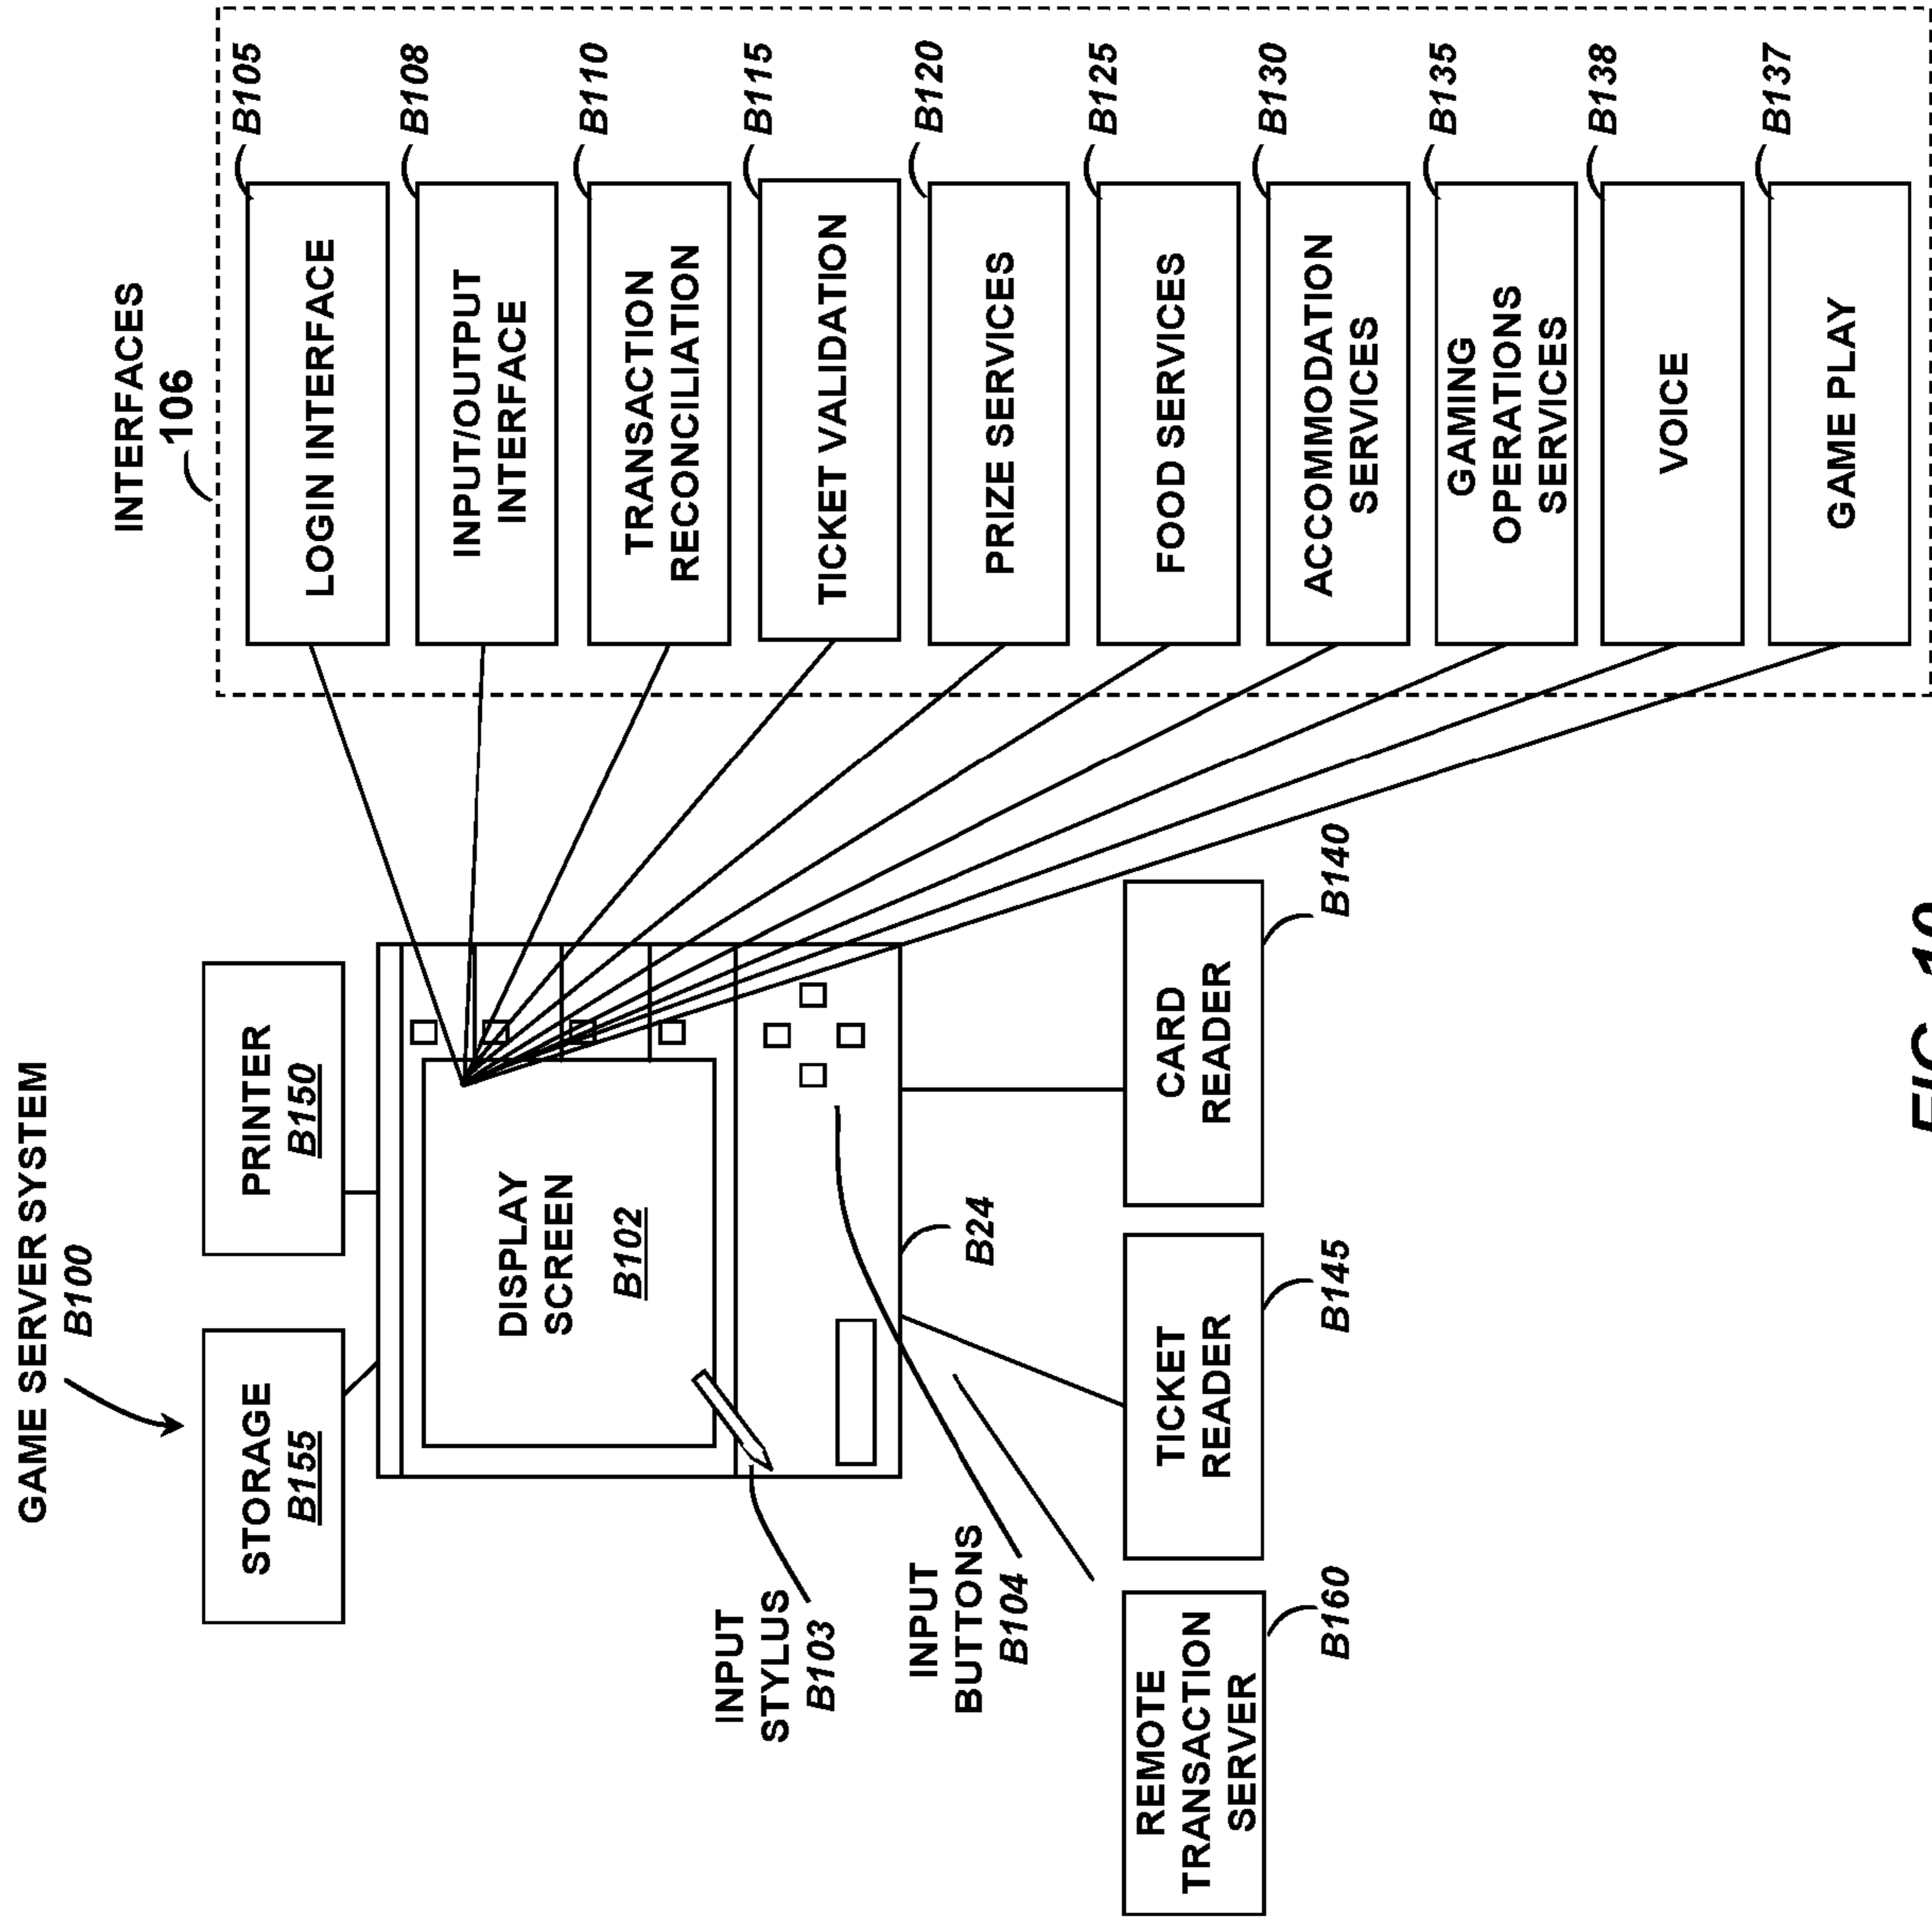 GAME SERVER SYSTEM
B100
STORAGE
B155
PRINTER
B150
DISPLAY
SCREEN
B102
INPUT
STYLUS
B103
INPUT
BUTTONS
B104
B24
REMOTE
TRANSACTION
SERVER
B160
TICKET
READER
B145
CARD
READER
B140
INTERFACES
106
LOGIN INTERFACE
B105
INPUT/OUTPUT
INTERFACE
B108
TRANSACTION
RECONCILIATION
B110
TICKET VALIDATION
B115
PRIZE SERVICES
B120
FOOD SERVICES
B125
ACCOMMODATION
SERVICES
B130
GAMING
OPERATIONS
SERVICES
B135
VOICE
B138
GAME PLAY
B137
FIG.